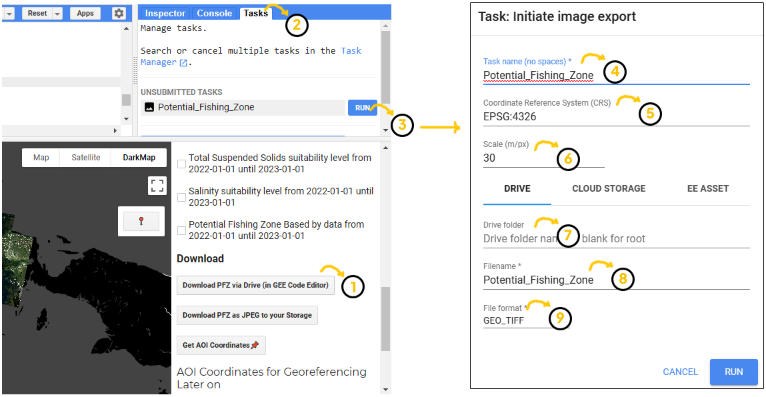 Reset
Apps
Inspector
Console
Tasks
2
Manage tasks.
Search or cancel multiple tasks in the Task
Manager
UNSUBMITTED TASKS
Potential_Fishing_Zone
RUN
3
Map
Satellite
DarkMap
Total Suspended Solids suitability level from
2022-01-01 until 2023-01-01
Salinity suitability level from 2022-01-01 until
2023-01-01
Potential Fishing Zone Based by data from
2022-01-01 until 2023-01-01
Download
Download PFZ via Drive (in GEE Code Editor)
1
Download PFZ as JPEG to your Storage
Get AOI Coordinates
AOI Coordinates for Georeferencing
Later on
Task: Initiate image export
Task name (no spaces) *
Potential_Fishing_Zone
4
Coordinate Reference System (CRS)
EPSG:4326
5
Scale (m/px)
30
6
DRIVE
CLOUD STORAGE
EE ASSET
Drive folder
Drive folder blank for root
7
Filename *
Potential_Fishing_Zone
8
File format *
GEO_TIFF
9
CANCEL
RUN